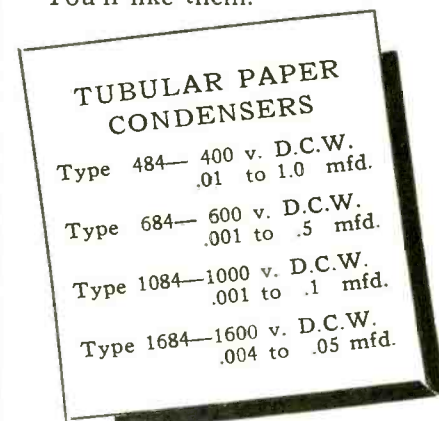 You'll like them.
TUBULAR PAPER
CONDENSERS
Type 484— 400 v. D.C.W.
.01 to 1.0 mfd.
Type 684— 600 v. D.C.W.
.001 to .5 mfd.
Type 1084—1000 v. D.C.W.
.001 to .1 mfd.
Type 1684—1600 v. D.C.W.
.004 to .05 mfd.